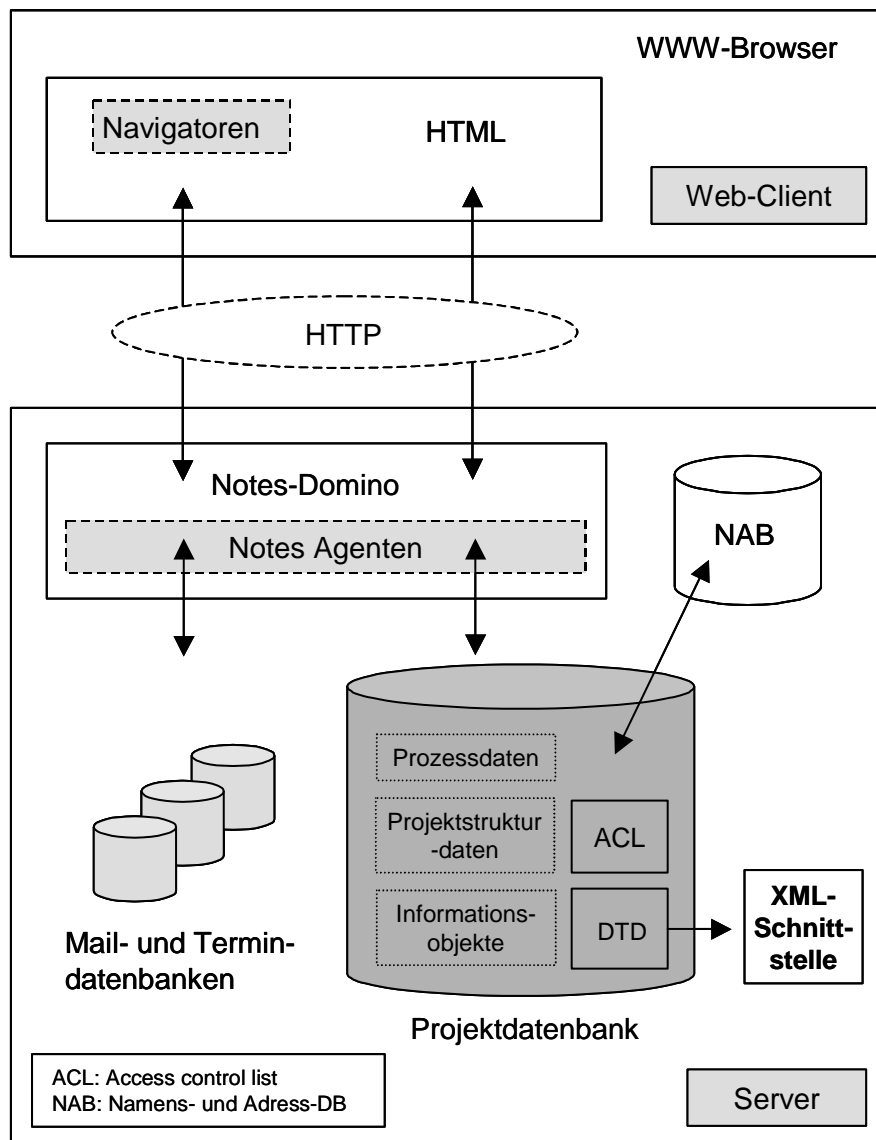 WWW-Browser
Navigatoren
HTML
Web-Client
HTTP
Notes-Domino
Notes Agenten
NAB
Prozessdaten
Projektstruktur
-daten
ACL
Informations-
objekte
DTD
XML-
Schnitt-
stelle
Mail- und Termin-
datenbanken
Projektdatenbank
ACL: Access control list
NAB: Namens- und Adress-DB
Server